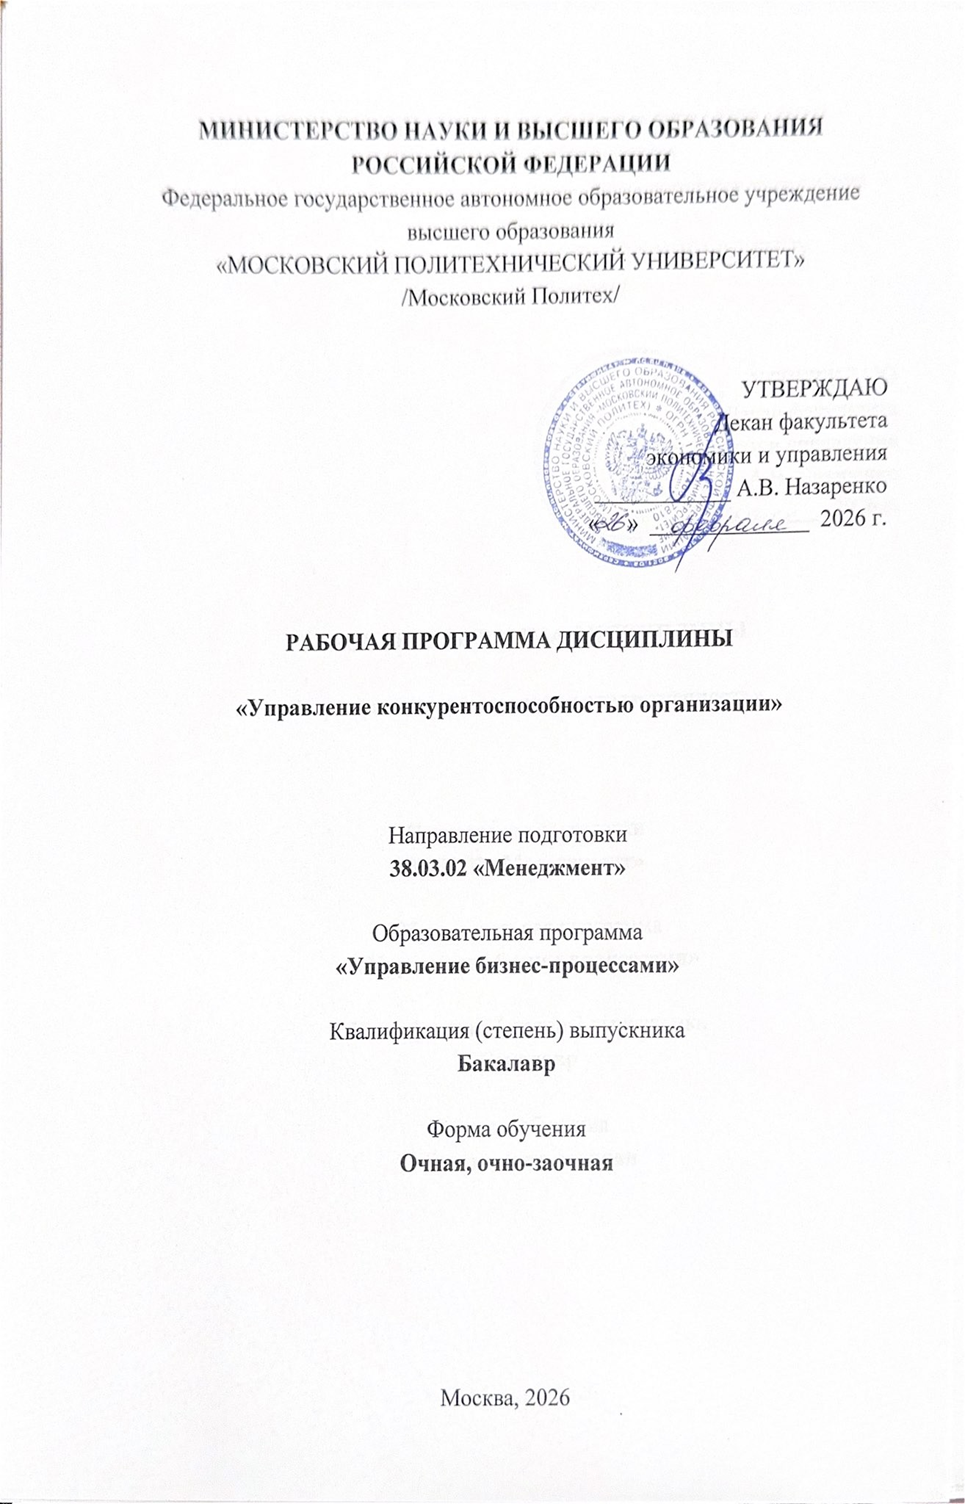 МИНИСТЕРСТВО НАУКИ И ВЫСШЕГО ОБРАЗОВАНИЯ
РОССИЙСКОЙ ФЕДЕРАЦИИ
Федеральное государственное автономное образовательное учреждение
высшего образования
«МОСКОВСКИЙ ПОЛИТЕХНИЧЕСКИЙ УНИВЕРСИТЕТ»
/Московский Политех/
УТВЕРЖДАЮ
Декан факультета
экономики и управления
А.В. Назаренко
«26» февраля 2026 г.
РАБОЧАЯ ПРОГРАММА ДИСЦИПЛИНЫ
«Управление конкурентоспособностью организации»
Направление подготовки
38.03.02 «Менеджмент»
Образовательная программа
«Управление бизнес-процессами»
Квалификация (степень) выпускника
Бакалавр
Форма обучения
Очная, очно-заочная
Москва, 2026